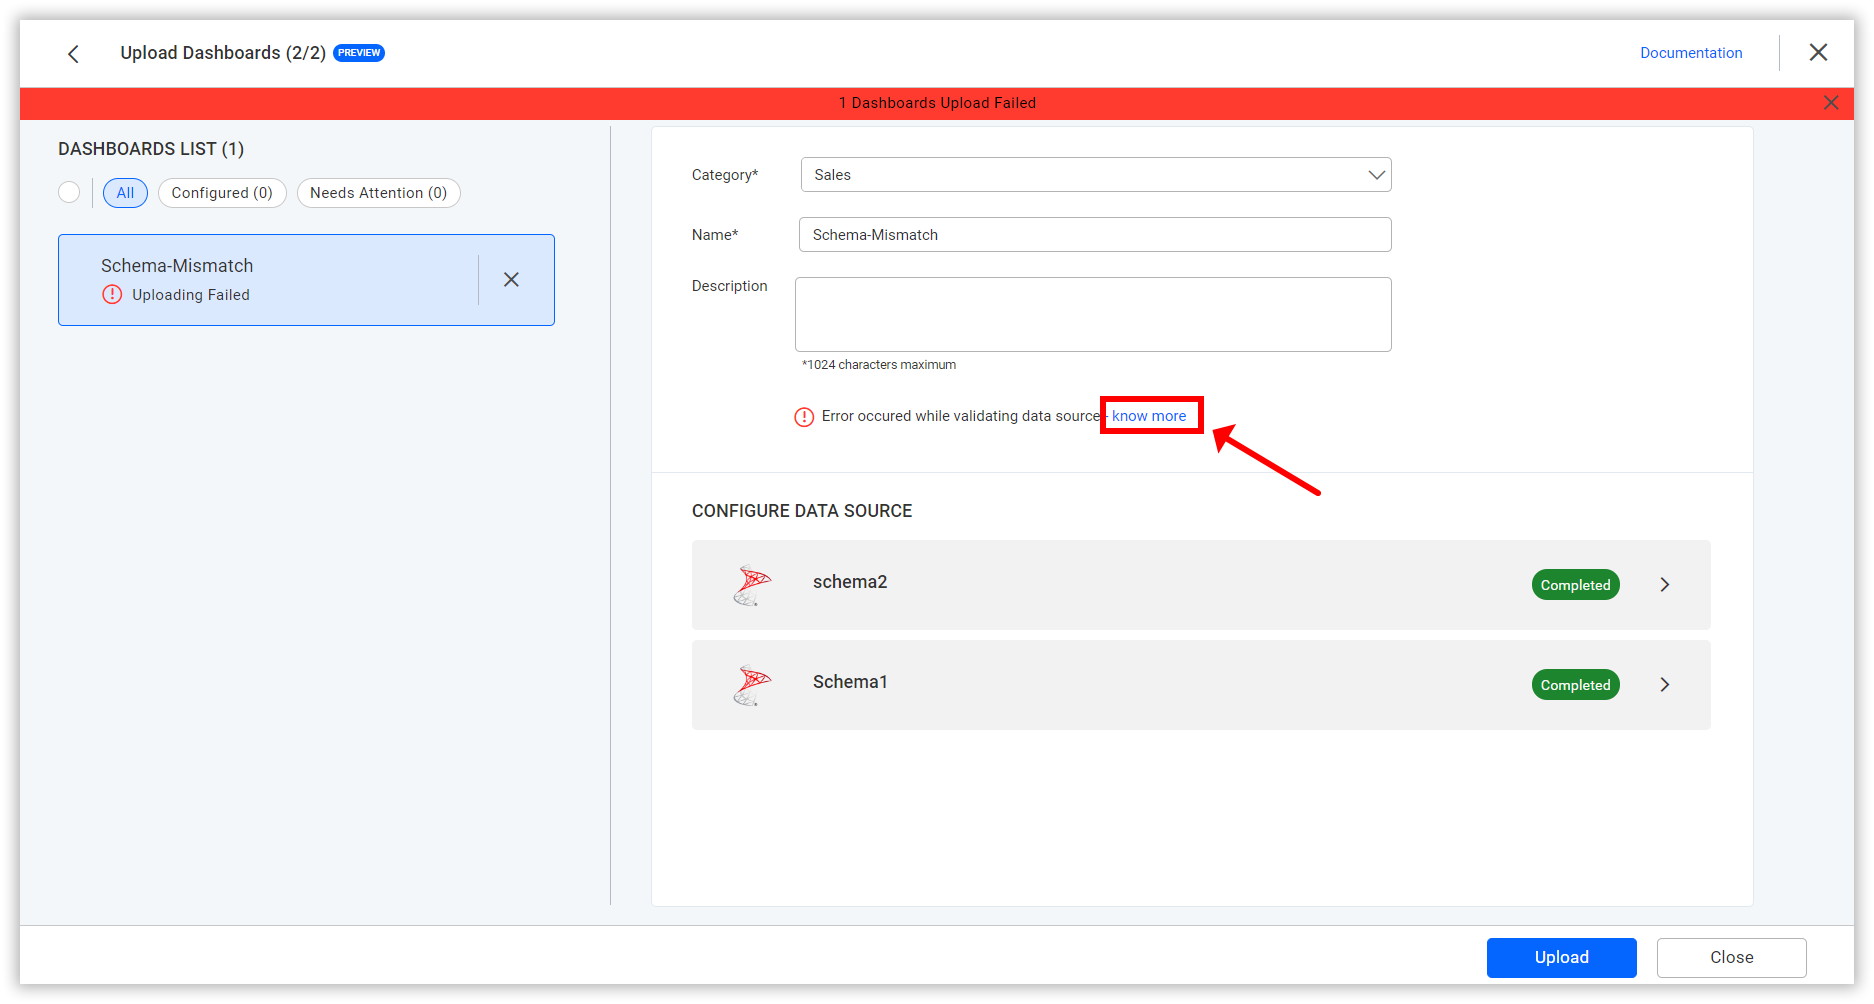 Upload Dashboards (2/2) PREVIEW
Documentation
1 Dashboards Upload Failed
DASHBOARDS LIST (1)
All
Configured (0)
Needs Attention (0)
Schema-Mismatch
Uploading Failed
Category*
Sales
Name*
Schema-Mismatch
Description
*1024 characters maximum
Error occured while validating data source - know more
CONFIGURE DATA SOURCE
schema2
Completed
Schema1
Completed
Upload
Close